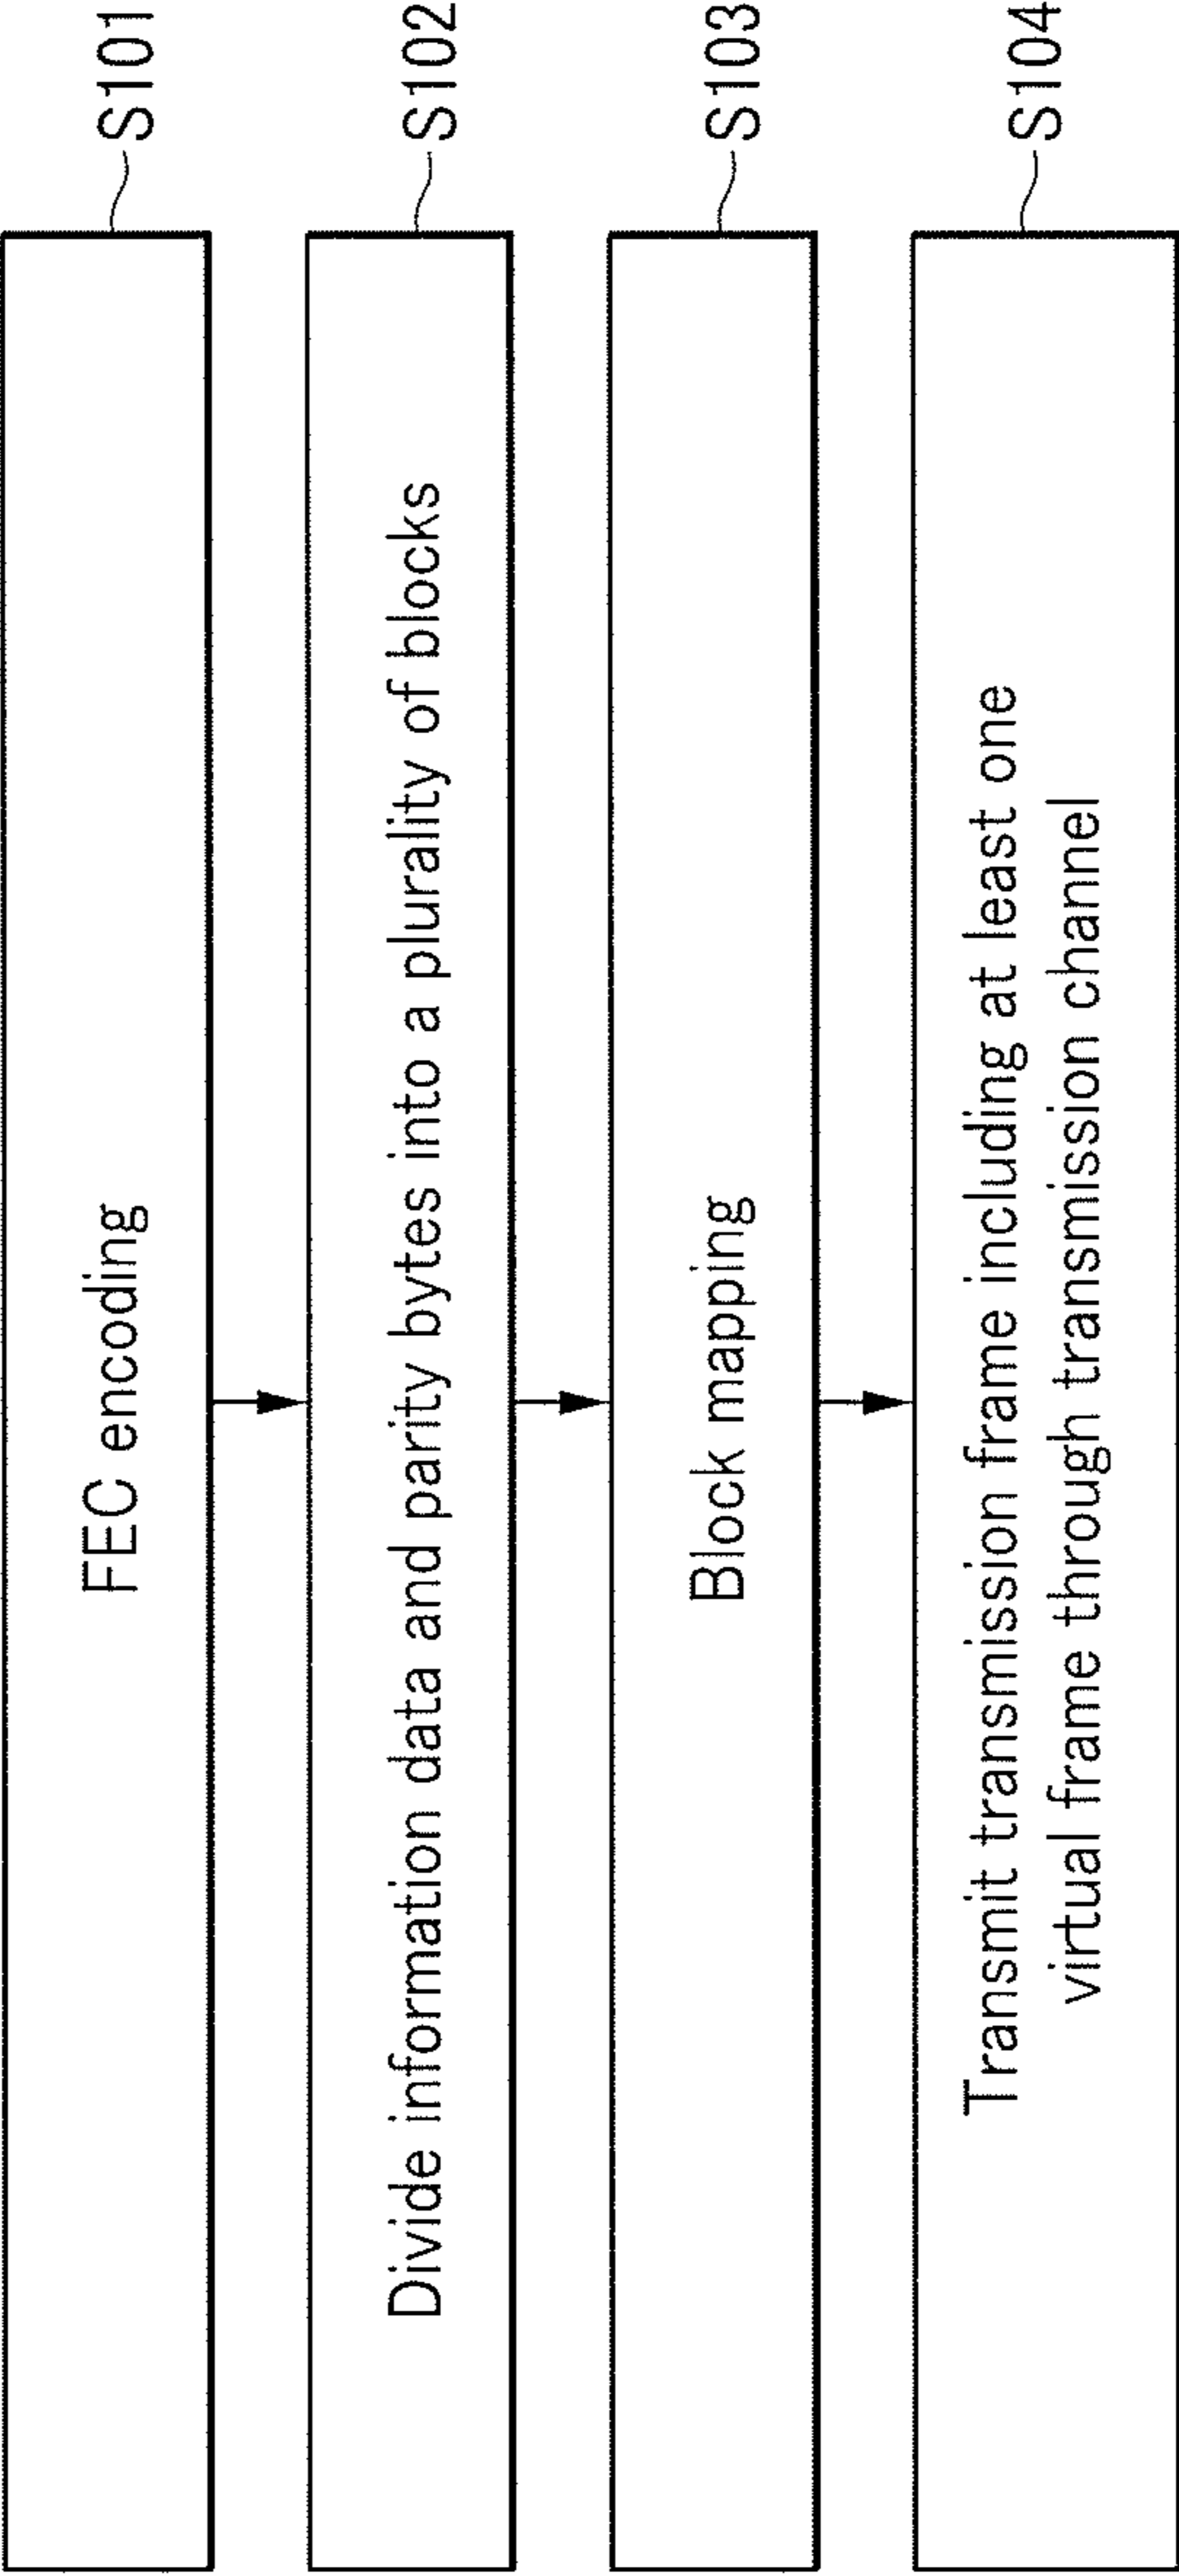 FEC encoding
S101
Divide information data and parity bytes into a plurality of blocks
S102
Block mapping
S103
Transmit transmission frame including at least one
virtual frame through transmission channel
S104